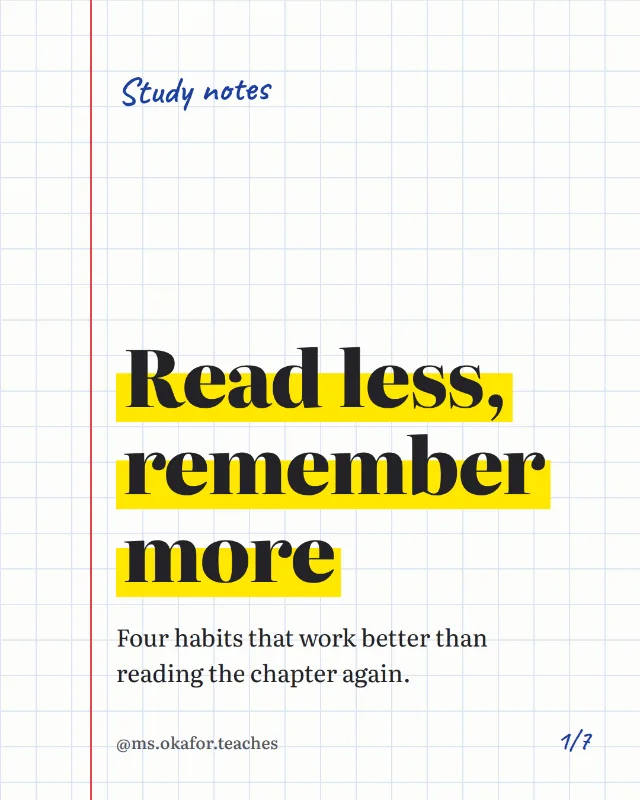 Study notes
Read less,
remember
more
Four habits that work better than
reading the chapter again.
@ms.okafor.teaches
1/7